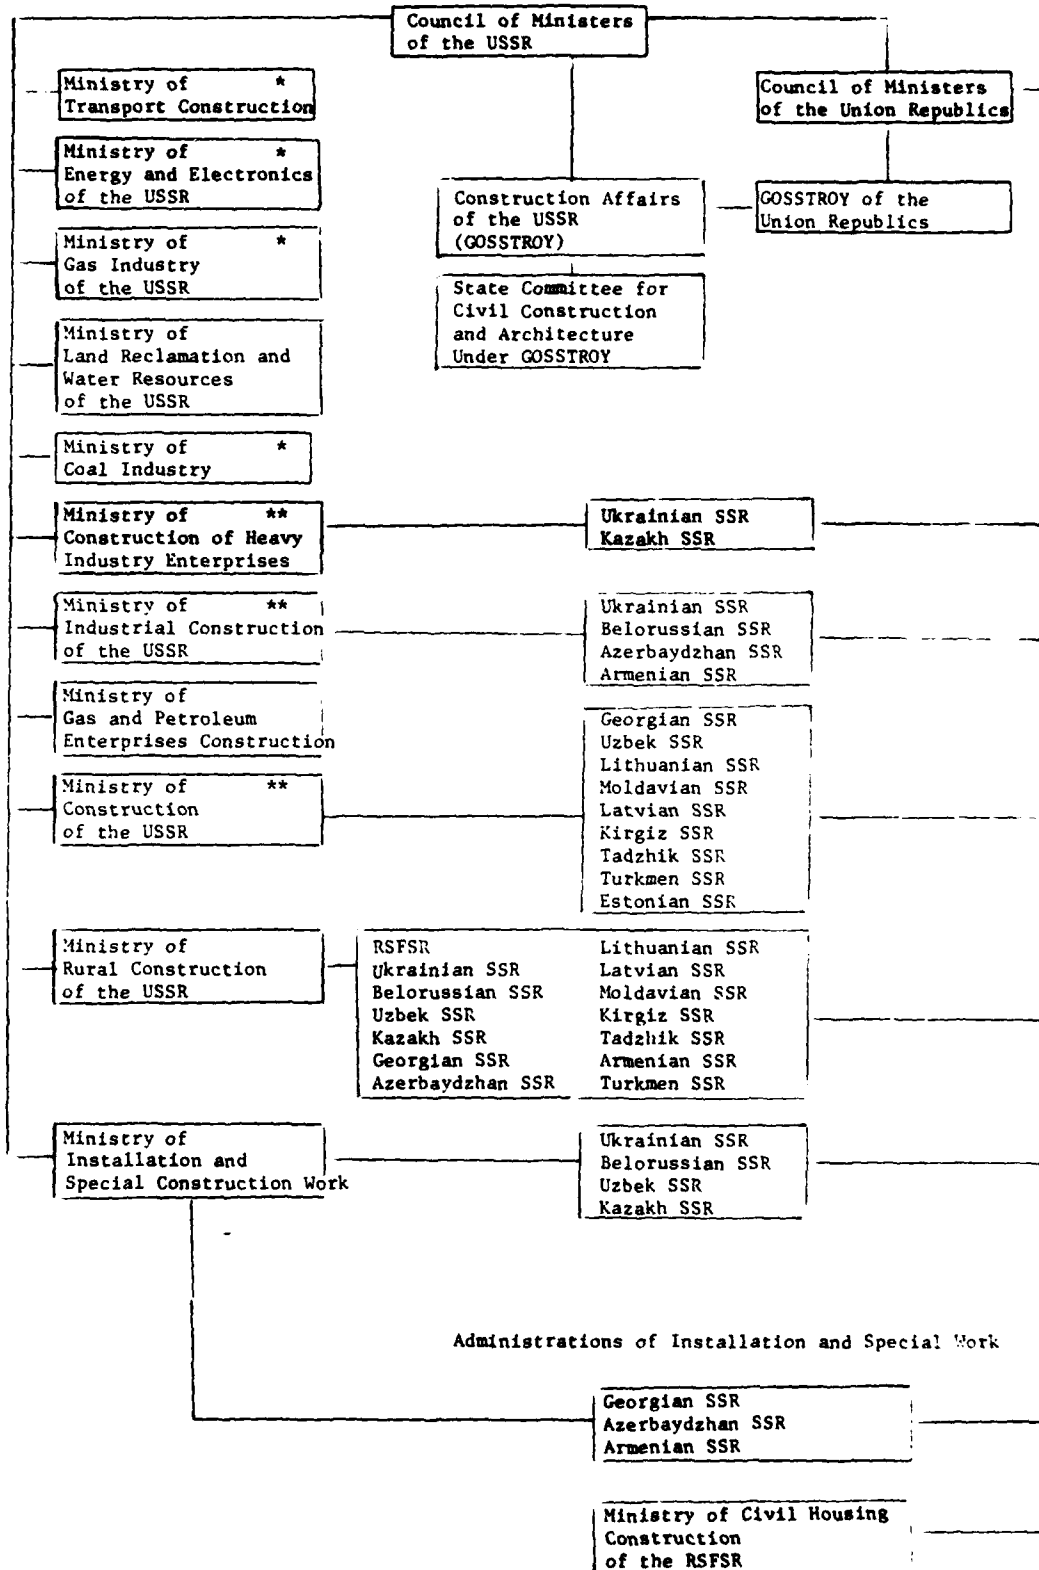 Council of Ministers
of the USSR
Ministry of *
Transport Construction
Council of Ministers
of the Union Republics
Ministry of *
Energy and Electronics
of the USSR
Construction Affairs
of the USSR
(GOSSTROY)
GOSSTROY of the
Union Republics
Ministry of *
Gas Industry
of the USSR
State Committee for
Civil Construction
and Architecture
Under GOSSTROY
Ministry of
Land Reclamation and
Water Resources
of the USSR
Ministry of *
Coal Industry
Ministry of **
Construction of Heavy
Industry Enterprises
Ukrainian SSR
Kazakh SSR
Ministry of **
Industrial Construction
of the USSR
Ukrainian SSR
Belorussian SSR
Azerbaydzhan SSR
Armenian SSR
Ministry of
Gas and Petroleum
Enterprises Construction
Ministry of **
Construction
of the USSR
Georgian SSR
Uzbek SSR
Lithuanian SSR
Moldavian SSR
Latvian SSR
Kirgiz SSR
Tadzhik SSR
Turkmen SSR
Estonian SSR
Ministry of
Rural Construction
of the USSR
RSFSR
Ukrainian SSR
Belorussian SSR
Uzbek SSR
Kazakh SSR
Georgian SSR
Azerbaydzhan SSR
Lithuanian SSR
Latvian SSR
Moldavian SSR
Kirgiz SSR
Tadzhik SSR
Armenian SSR
Turkmen SSR
Ministry of
Installation and
Special Construction Work
Ukrainian SSR
Belorussian SSR
Uzbek SSR
Kazakh SSR
Administrations of Installation and Special Work
Georgian SSR
Azerbaydzhan SSR
Armenian SSR
Ministry of Civil Housing
Construction
of the RSFSR